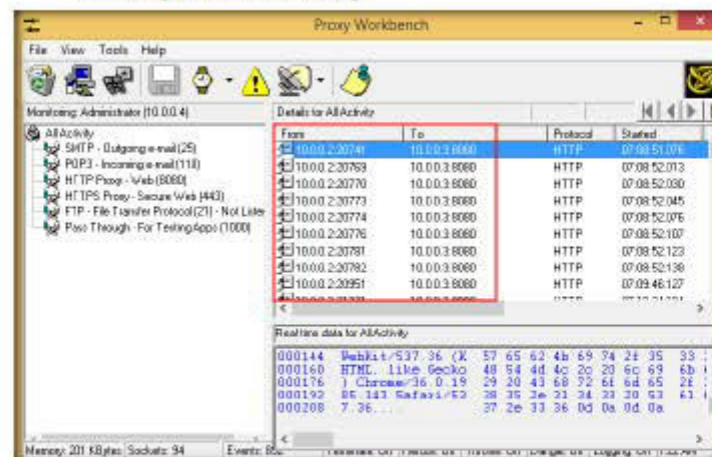 Proxy Workbench
File View Tools Help
Monitoring: Administrator (10.0.0.4)
Details for All Activity
All Activity
SMTP - Outgoing e-mail (25)
POP3 - Incoming e-mail (110)
HTTP Proxy - Web (8080)
HTTPS Proxy - Secure Web (443)
FTP - File Transfer Protocol (21) - Not Lister
Pass Through - For Testing Apps (1000)
From To Protocol Started
10.0.0.2:20741 10.0.0.3:8080 HTTP 07:08:51.076
10.0.0.2:20769 10.0.0.3:8080 HTTP 07:08:52.013
10.0.0.2:20770 10.0.0.3:8080 HTTP 07:08:52.030
10.0.0.2:20773 10.0.0.3:8080 HTTP 07:08:52.045
10.0.0.2:20774 10.0.0.3:8080 HTTP 07:08:52.076
10.0.0.2:20776 10.0.0.3:8080 HTTP 07:08:52.107
10.0.0.2:20781 10.0.0.3:8080 HTTP 07:08:52.123
10.0.0.2:20782 10.0.0.3:8080 HTTP 07:08:52.138
10.0.0.2:20951 10.0.0.3:8080 HTTP 07:09:46.127
Real time data for All Activity
000144 Webkit/537.36 (K 57 65 62 4b 69 74 2f 35 33
000160 HTML, like Gecko 48 54 4d 4c 2c 20 6c 69 6b
000176 ) Chrome/36.0.19 29 20 43 68 72 6f 6d 65 2f
000192 85.143 Safari/53 38 35 2e 31 34 33 20 53 61
000208 7.36.... 37 2e 33 36 0d 0a 0d 0a
Memory: 201 KBytes Sockets: 94 Events: